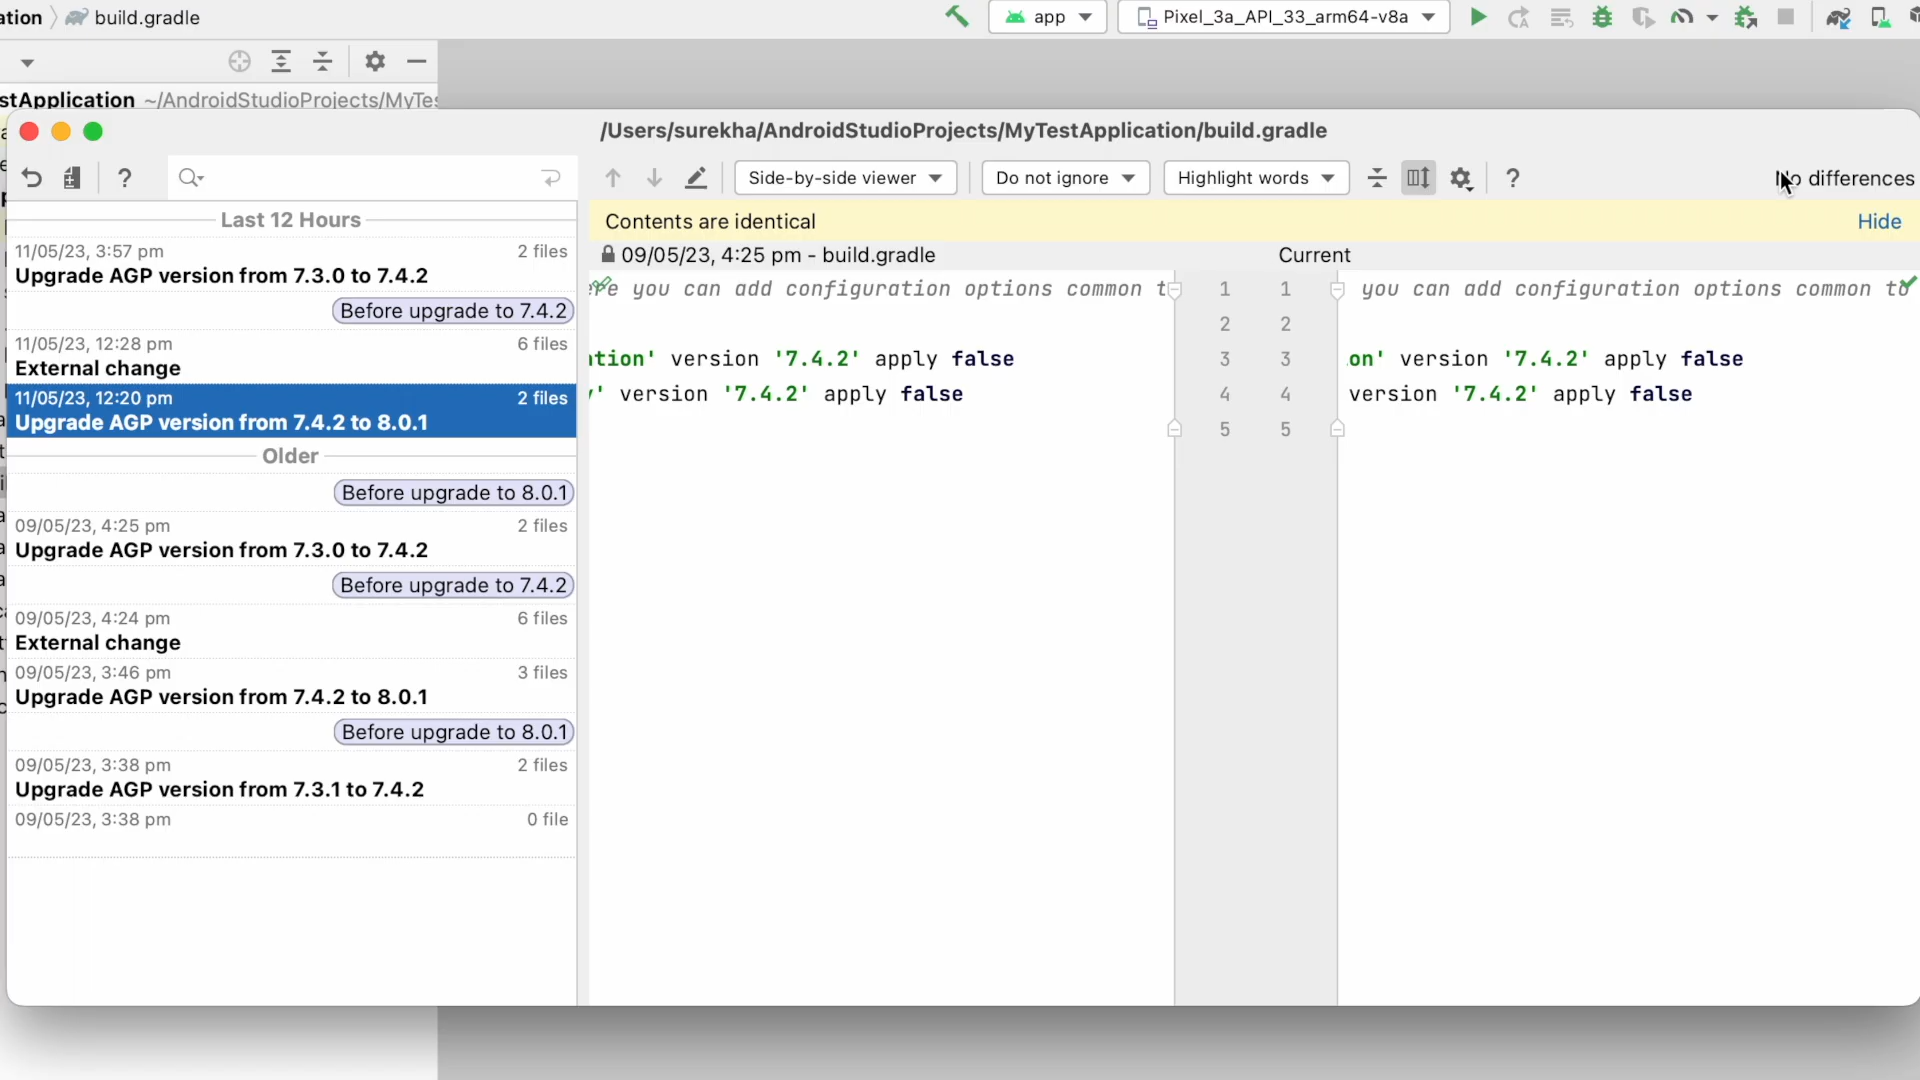 ation build.gradle
app
Pixel_3a_API_33_arm64-v8a
stApplication ~/AndroidStudioProjects/MyTes
/Users/surekha/AndroidStudioProjects/MyTestApplication/build.gradle
?
Side-by-side viewer
Do not ignore
Highlight words
?
No differences
Last 12 Hours
11/05/23, 3:57 pm 2 files
Upgrade AGP version from 7.3.0 to 7.4.2
Before upgrade to 7.4.2
11/05/23, 12:28 pm 6 files
External change
11/05/23, 12:20 pm 2 files
Upgrade AGP version from 7.4.2 to 8.0.1
Older
Before upgrade to 8.0.1
09/05/23, 4:25 pm 2 files
Upgrade AGP version from 7.3.0 to 7.4.2
Before upgrade to 7.4.2
09/05/23, 4:24 pm 6 files
External change
09/05/23, 3:46 pm 3 files
Upgrade AGP version from 7.4.2 to 8.0.1
Before upgrade to 8.0.1
09/05/23, 3:38 pm 2 files
Upgrade AGP version from 7.3.1 to 7.4.2
09/05/23, 3:38 pm 0 file
Contents are identical Hide
09/05/23, 4:25 pm - build.gradle Current
ere you can add configuration options common t 1 1 you can add configuration options common to
2 2
ation' version '7.4.2' apply false 3 3 on' version '7.4.2' apply false
y' version '7.4.2' apply false 4 4 version '7.4.2' apply false
5 5